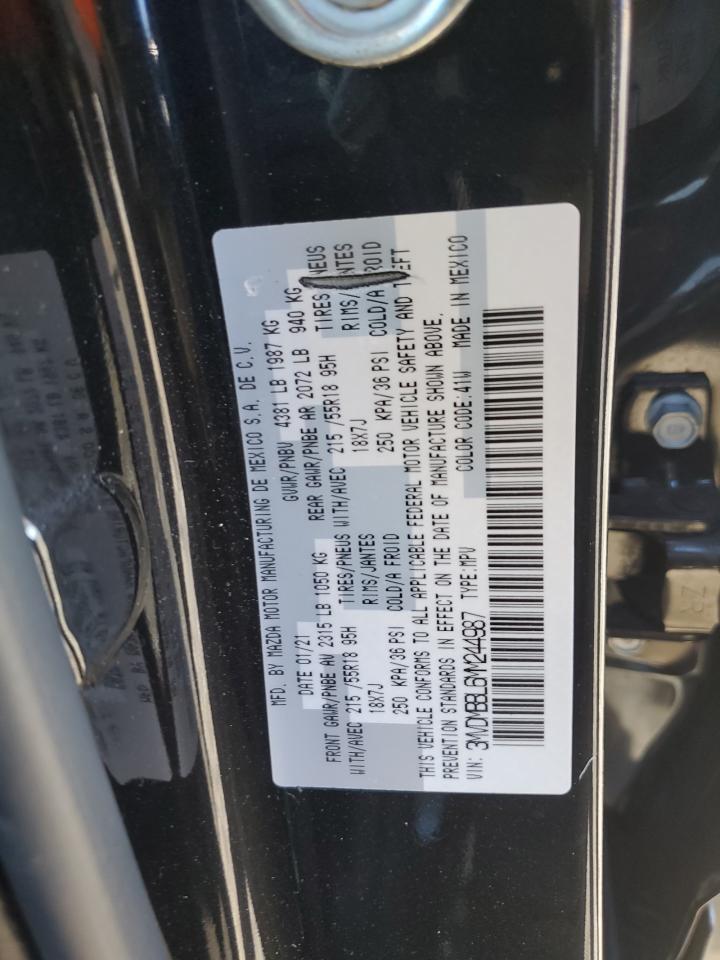 MFD. BY MAZDA MOTOR MANUFACTURING DE MEXICO S.A. DE C.V.
DATE 01/21 GVWR/PNBV 4381 LB 1987 KG
FRONT GAWR/PNBE AV 2315 LB 1050 KG REAR GAWR/PNBE AR 2072 LB 940 KG
WITH/AVEC 215 /55R18 95H TIRES/PNEUS WITH/AVEC 215 /55R18 95H TIRES PNEUS
18X7J RIMS/JANTES 18X7J RIMS/ NTES
250 KPA/36 PSI COLD/A FROID 250 KPA/36 PSI COLD/A FROID
THIS VEHICLE CONFORMS TO ALL APPLICABLE FEDERAL MOTOR VEHICLE SAFETY AND THEFT
PREVENTION STANDARDS IN EFFECT ON THE DATE OF MANUFACTURE SHOWN ABOVE.
VIN: 3MVDMBBL6MM244987 TYPE:MPV COLOR CODE:41W MADE IN MEXICO